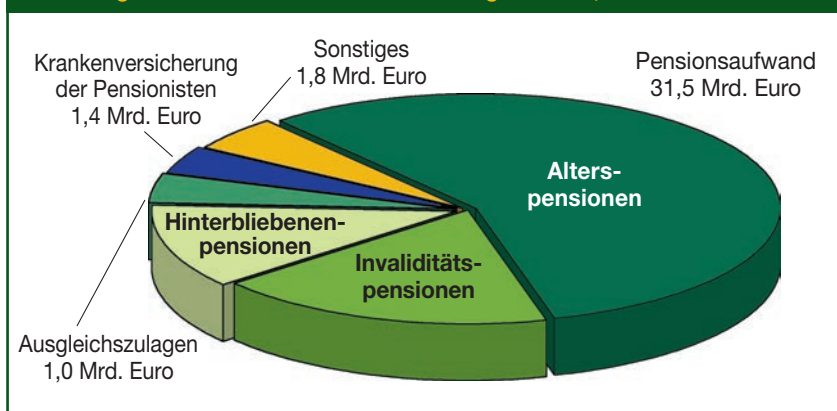 Sonstiges
1,8 Mrd. Euro
Krankenversicherung
der Pensionisten
1,4 Mrd. Euro
Pensionsaufwand
31,5 Mrd. Euro
Alters-
pensionen
Hinterbliebenen-
pensionen
Invaliditäts-
pensionen
Ausgleichszulagen
1,0 Mrd. Euro